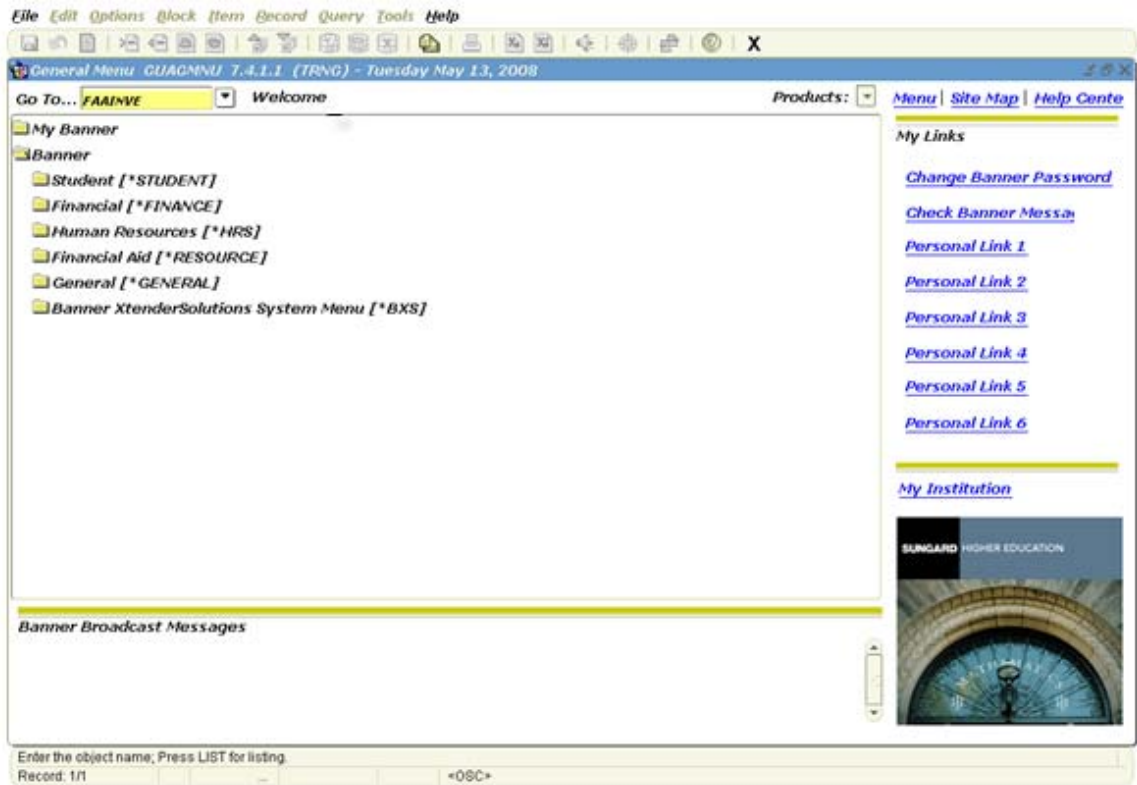 File Edit Options Block Item Record Query Tools Help
General Menu GUAGMNU 7.4.1.1 (TRNG) - Tuesday May 13, 2008
Go To... FAAINVE Welcome Products: Menu | Site Map | Help Cente
My Banner
Banner
Student [*STUDENT]
Financial [*FINANCE]
Human Resources [*HRS]
Financial Aid [*RESOURCE]
General [*GENERAL]
Banner XtenderSolutions System Menu [*BXS]
My Links
Change Banner Password
Check Banner Messa
Personal Link 1
Personal Link 2
Personal Link 3
Personal Link 4
Personal Link 5
Personal Link 6
My Institution
SUNGARD HIGHER EDUCATION
Banner Broadcast Messages
Enter the object name; Press LIST for listing.
Record: 1/1 ... <OSC>